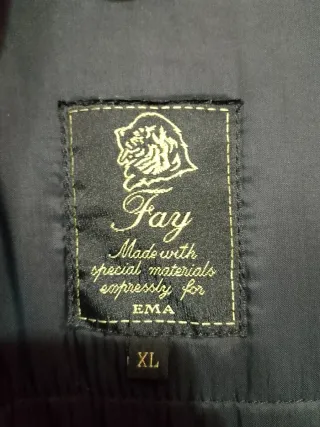 Fay
Made with
special materials
expressly for
EMA
XL